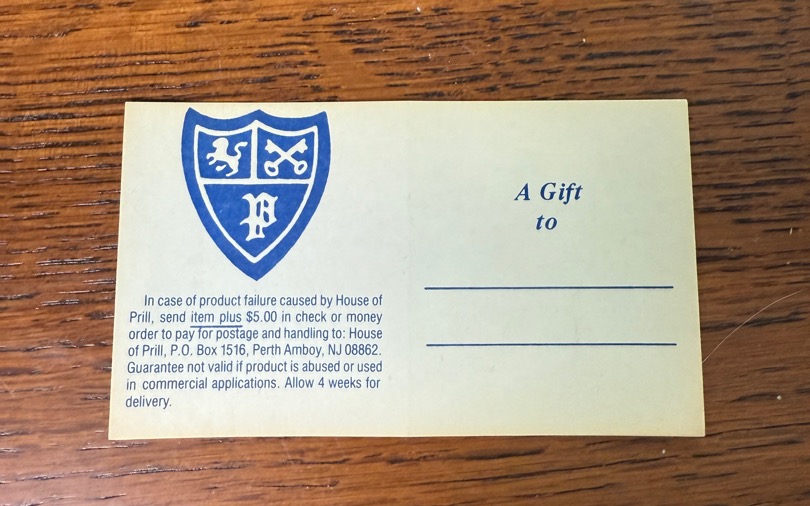 P
In case of product failure caused by House of
Prill, send item plus $5.00 in check or money
order to pay for postage and handling to: House
of Prill, P.O. Box 1516, Perth Amboy, NJ 08862.
Guarantee not valid if product is abused or used
in commercial applications. Allow 4 weeks for
delivery.
A Gift
to